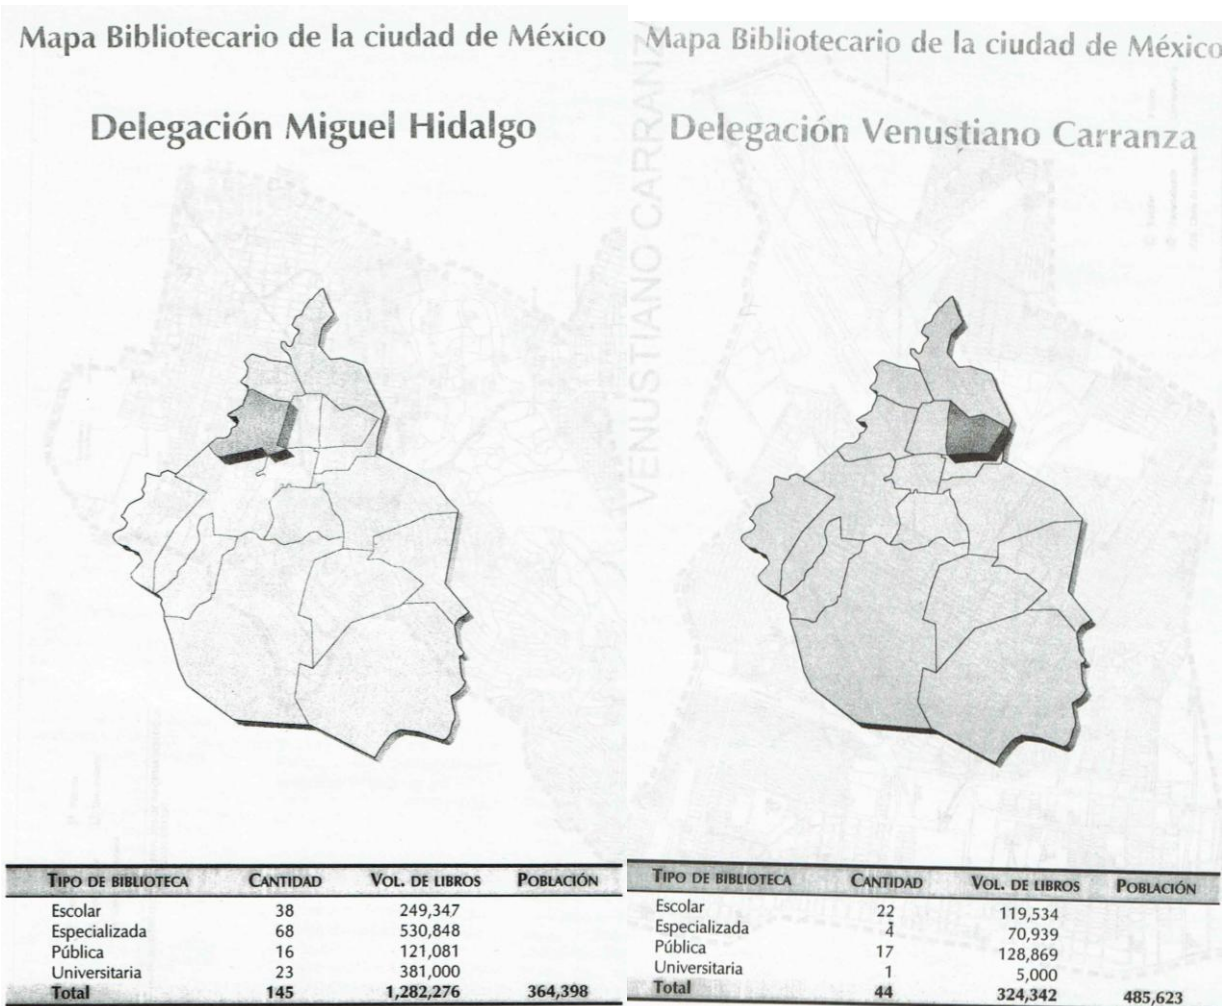 Mapa Bibliotecario de la ciudad de México
Delegación Miguel Hidalgo
TIPO DE BIBLIOTECA CANTIDAD VOL. DE LIBROS POBLACIÓN
Escolar 38 249,347
Especializada 68 530,848
Pública 16 121,081
Universitaria 23 381,000
Total 145 1,282,276 364,398
Mapa Bibliotecario de la ciudad de México
Delegación Venustiano Carranza
VENUSTIANO CARRANZ
TIPO DE BIBLIOTECA CANTIDAD VOL. DE LIBROS POBLACIÓN
Escolar 22 119,534
Especializada 4 70,939
Pública 17 128,869
Universitaria 1 5,000
Total 44 324,342 485,623